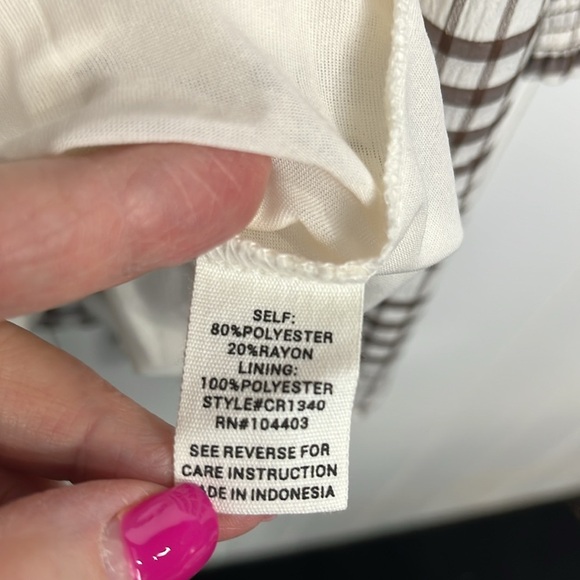 SELF:
80%POLYESTER
20%RAYON
LINING:
100%POLYESTER
STYLE#CR1340
RN#104403
SEE REVERSE FOR
CARE INSTRUCTION
ADE IN INDONESIA